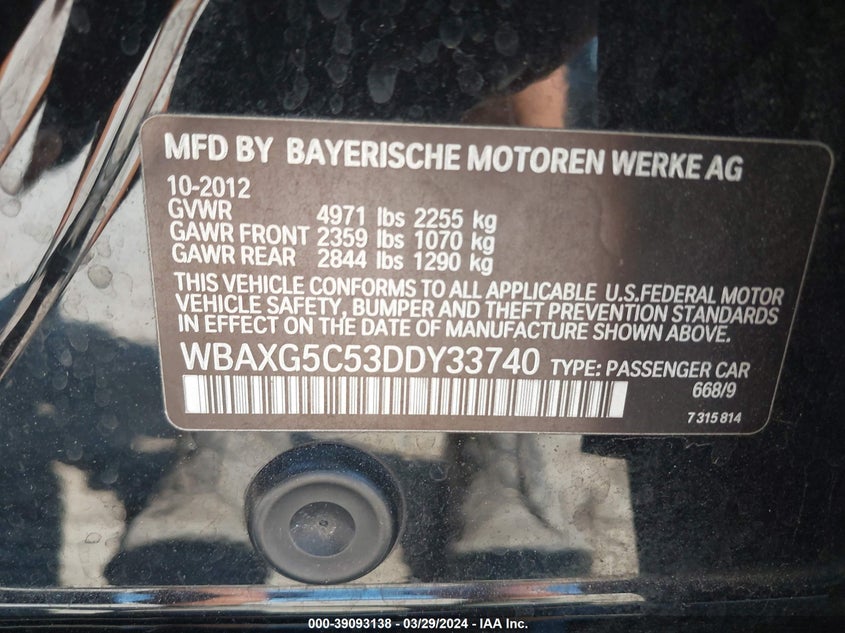 MFD BY BAYERISCHE MOTOREN WERKE AG
10-2012
GVWR 4971 lbs 2255 kg
GAWR FRONT 2359 lbs 1070 kg
GAWR REAR 2844 lbs 1290 kg
THIS VEHICLE CONFORMS TO ALL APPLICABLE U.S.FEDERAL MOTOR
VEHICLE SAFETY, BUMPER AND THEFT PREVENTION STANDARDS
IN EFFECT ON THE DATE OF MANUFACTURE SHOWN ABOVE.
WBAXG5C53DDY33740 TYPE: PASSENGER CAR
668/9
7 315 814
000-39093138 - 03/29/2024 - IAA Inc.